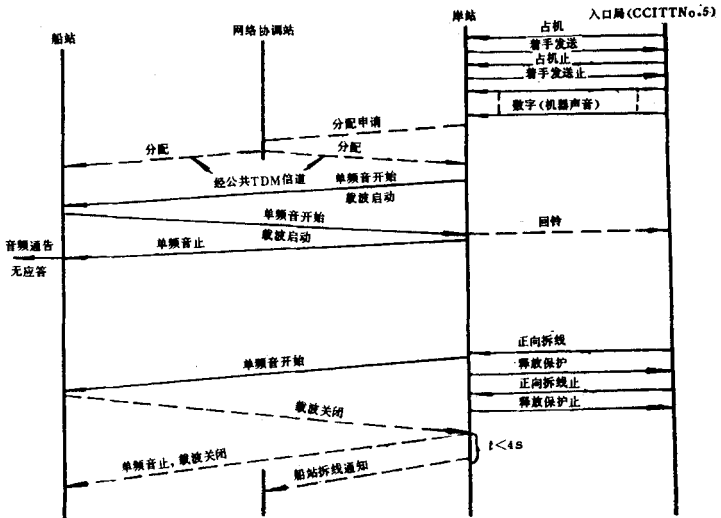 船站
网络协调站
岸站
入口局(CCITTNo.5)
占机
着手发送
占机止
着手发送止
数字(机器声音)
分配申请
分配
分配
经公共TDM信道
单频音开始
载波启动
单频音开始
载波启动
回铃
单频音止
音频通告
无应答
正向拆线
释放保护
正向拆线止
释放保护止
单频音开始
载波关闭
t<4s
单频音止,载波关闭
船站拆线通知